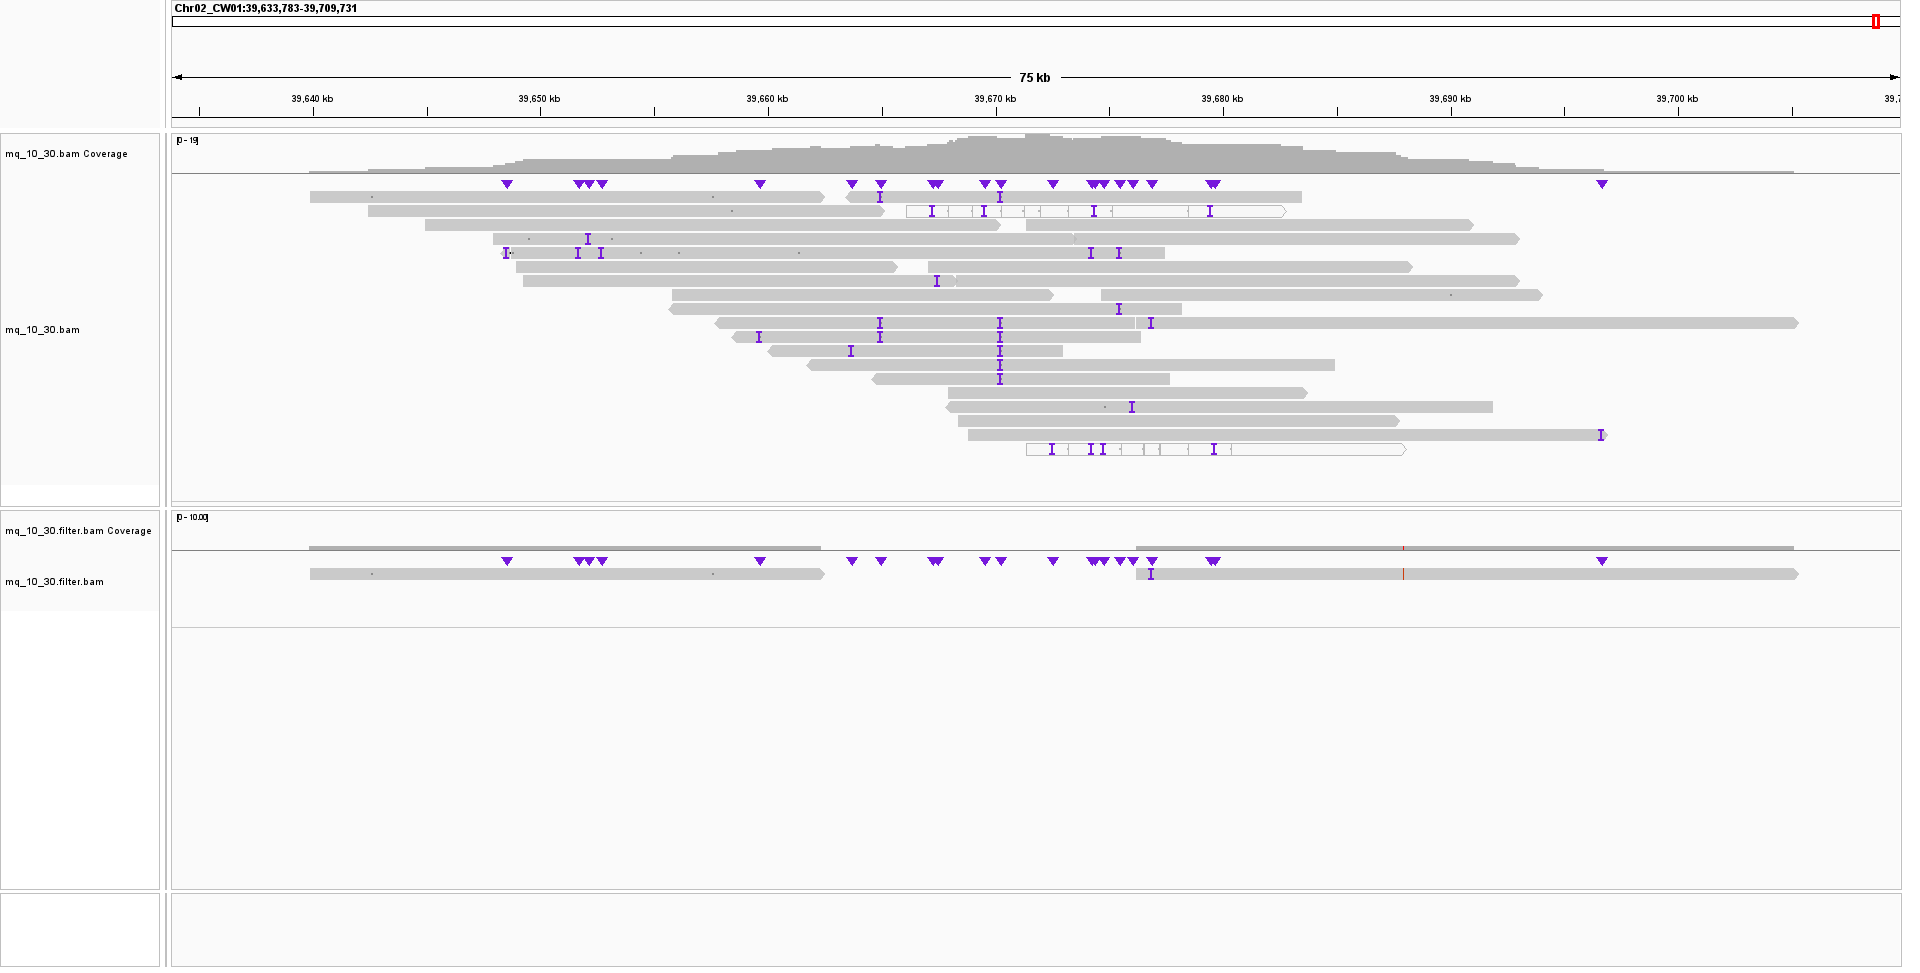 Chr02_CW01:39,633,783-39,709,731
75 kb
39,640 kb 39,650 kb 39,660 kb 39,670 kb 39,680 kb 39,690 kb 39,700 kb 39,7
mq_10_30.bam Coverage
[0 - 19]
mq_10_30.bam
[0 - 10.00]
mq_10_30.filter.bam Coverage
mq_10_30.filter.bam